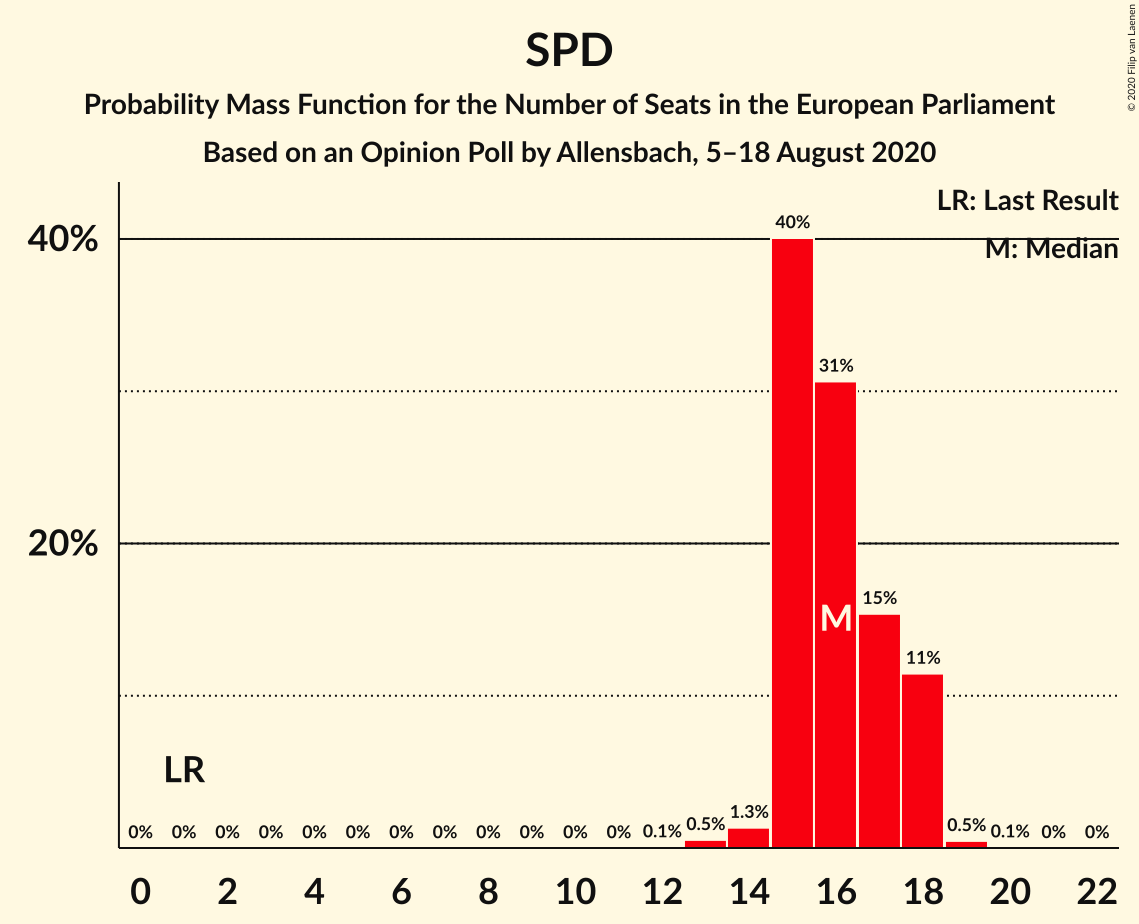 SPD
Probability Mass Function for the Number of Seats in the European Parliament
Based on an Opinion Poll by Allensbach, 5–18 August 2020
© 2020 Filip van Laenen
LR: Last Result
M: Median
40%
20%
40%
31%
15%
11%
M
LR
0% 0% 0% 0% 0% 0% 0% 0% 0% 0% 0% 0% 0.1% 0.5% 1.3% 0.5% 0.1% 0% 0%
0 2 4 6 8 10 12 14 16 18 20 22